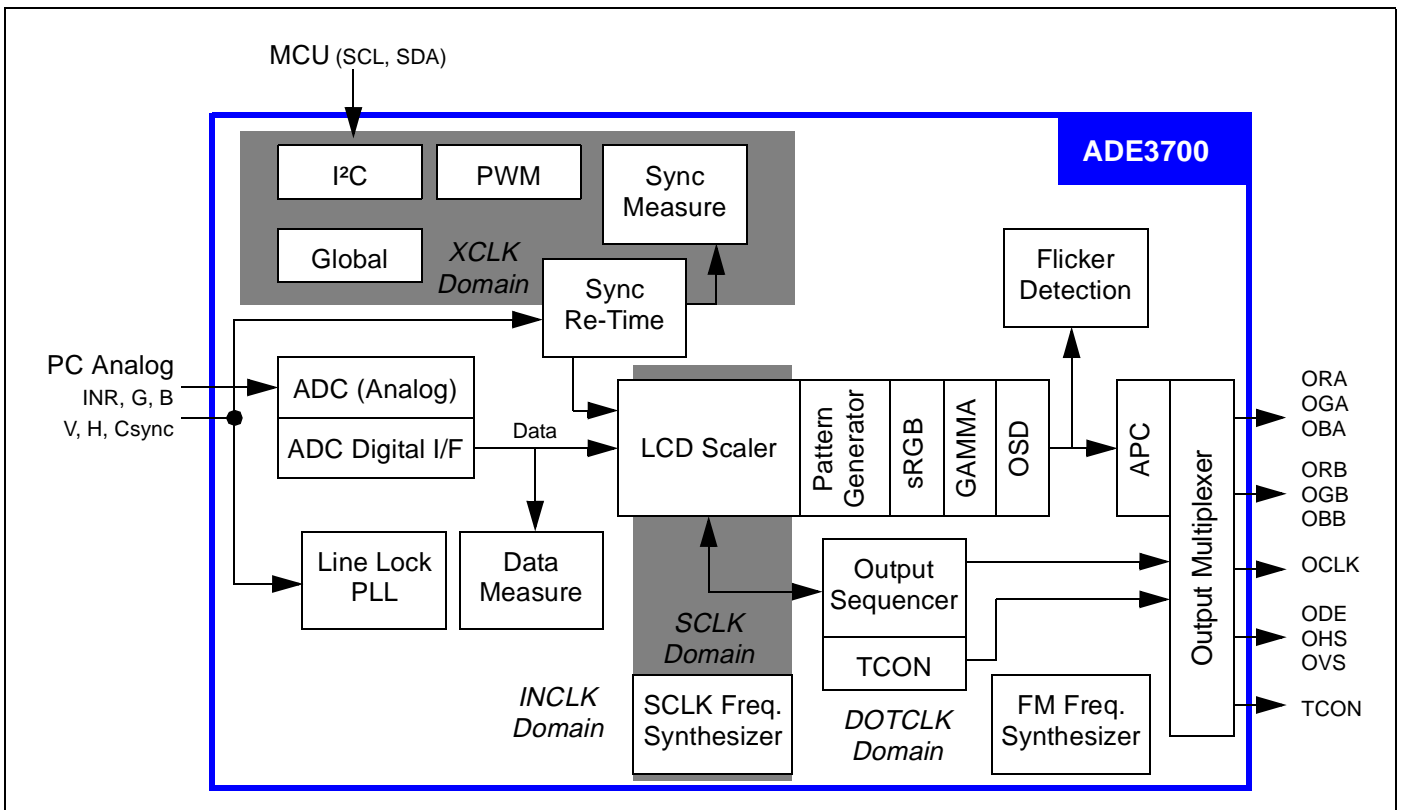 MCU (SCL, SDA)
ADE3700
I²C
PWM
Sync
Measure
Global
XCLK
Domain
Sync
Re-Time
Flicker
Detection
PC Analog
INR, G, B
V, H, Csync
ADC (Analog)
ADC Digital I/F
Data
LCD Scaler
Pattern
Generator
sRGB
GAMMA
OSD
APC
Output Multiplexer
ORA
OGA
OBA
ORB
OGB
OBB
OCLK
ODE
OHS
OVS
TCON
Line Lock
PLL
Data
Measure
Output
Sequencer
TCON
SCLK
Domain
INCLK
Domain
SCLK Freq.
Synthesizer
DOTCLK
Domain
FM Freq.
Synthesizer